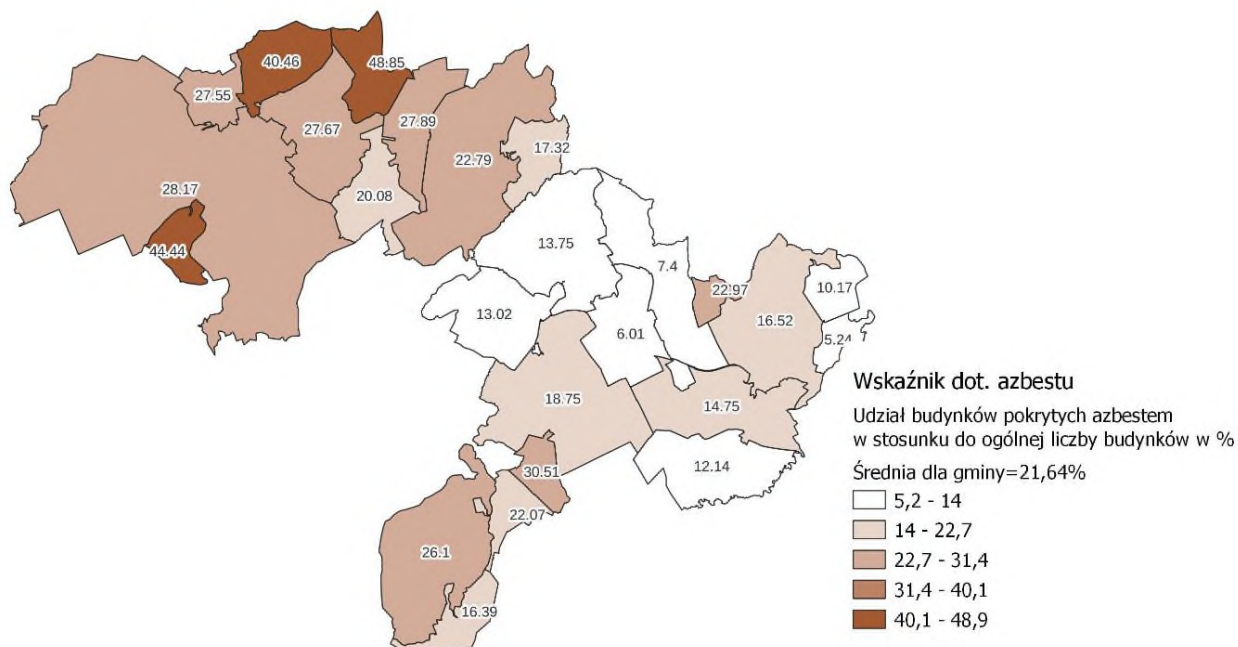 40.46
48.85
27.55
27.67
27.89
22.79
17.32
28.17
20.08
44.44
13.75
7.4
22.97
10.17
13.02
6.01
16.52
5.24
18.75
14.75
12.14
30.51
22.07
26.1
16.39
Wskaźnik dot. azbestu
Udział budynków pokrytych azbestem
w stosunku do ogólnej liczby budynków w %
Średnia dla gminy=21,64%
5,2 - 14
14 - 22,7
22,7 - 31,4
31,4 - 40,1
40,1 - 48,9